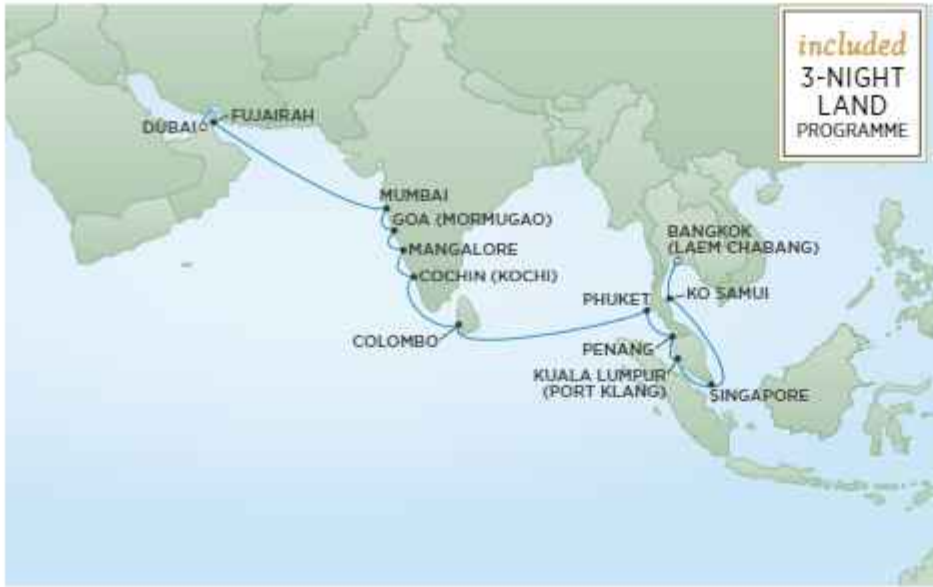 included
3-NIGHT
LAND
PROGRAMME
FUJAIRAH
DUBAI
MUMBAI
GOA (MORMUGAO)
MANGALORE
COCHIN (KOCHI)
COLOMBO
BANGKOK
(LAEM CHABANG)
KO SAMUI
PHUKET
PENANG
KUALA LUMPUR
(PORT KLANG)
SINGAPORE